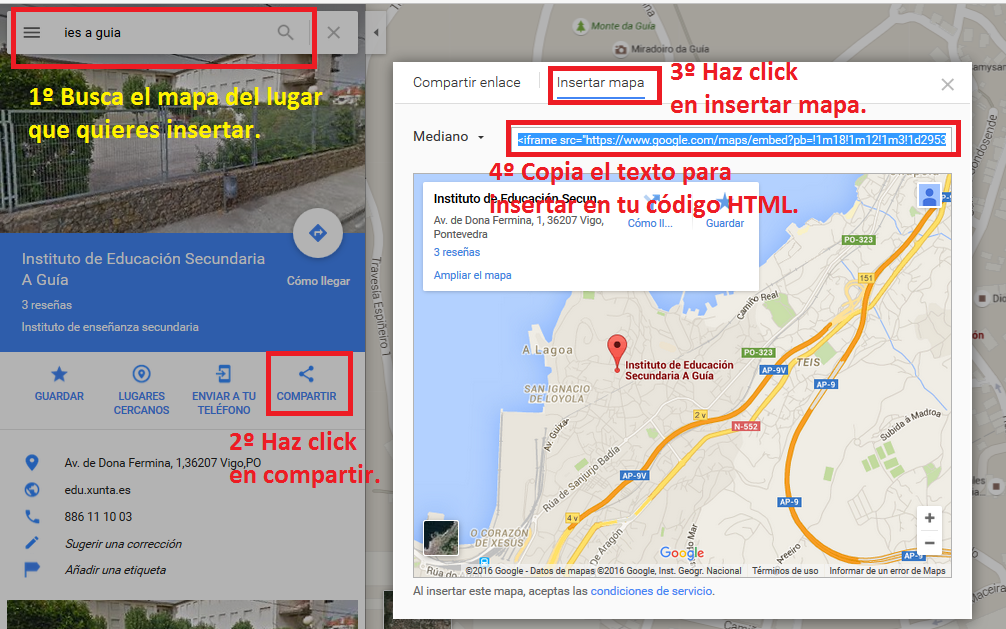 ies a guia
1º Busca el mapa del lugar
que quieres insertar.
Instituto de Educación Secundaria
A Guía
3 reseñas
Instituto de enseñanza secundaria
Cómo llegar
GUARDAR
LUGARES
CERCANOS
ENVIAR A TU
TELÉFONO
COMPARTIR
2º Haz click
en compartir.
Av. de Dona Fermina, 1,36207 Vigo,PO
edu.xunta.es
886 11 10 03
Sugerir una corrección
Añadir una etiqueta
Travesía Espiñeiro 1
Monte da Guía
Miradoiro da Guía
Compartir enlace
Insertar mapa
3º Haz click
en insertar mapa.
Mediano
<iframe src="https://www.google.com/maps/embed?pb=!1m18!1m12!1m3!1d2953
4º Copia el texto para
insertar en tu código HTML.
Instituto de Educación Secun...
Av. de Dona Fermina, 1, 36207 Vigo,
Pontevedra
3 reseñas
Ampliar el mapa
Cómo ll...
Guardar
PO-323
151
Camiño Real
A Lagoa
Instituto de Educación
Secundaria A Guía
PO-323
TEIS
AP-9V
AP-9
SAN IGNACIO
DE LOYOLA
2 v
N-552
Av. Guixar
Subida a Madroa
Rúa de Sanjurjo Badía
AP-9V
AP-9
4 v
O CORAZÓN
DE XESÚS
Av. de Aragón
Areeiro
AP-9
Google
©2016 Google - Datos de mapas ©2016 Google, Inst. Geogr. Nacional
Términos de uso
Informar de un error de Maps
Al insertar este mapa, aceptas las condiciones de servicio.